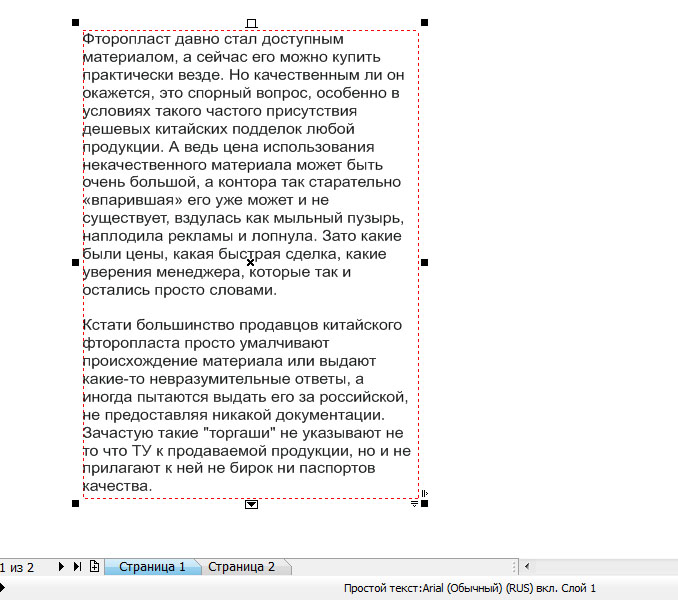 Фторопласт давно стал доступным
материалом, а сейчас его можно купить
практически везде. Но качественным ли он
окажется, это спорный вопрос, особенно в
условиях такого частого присутствия
дешевых китайских подделок любой
продукции. А ведь цена использования
некачественного материала может быть
очень большой, а контора так старательно
«впарившая» его уже может и не
существует, вздулась как мыльный пузырь,
наплодила рекламы и лопнула. Зато какие
были цены, какая быстрая сделка, какие
уверения менеджера, которые так и
остались просто словами.
Кстати большинство продавцов китайского
фторопласта просто умалчивают
происхождение материала или выдают
какие-то невразумительные ответы, а
иногда пытаются выдать его за российской,
не предоставляя никакой документации.
Зачастую такие "торгаши" не указывают не
то что ТУ к продаваемой продукции, но и не
прилагают к ней не бирок ни паспортов
качества.
1 из 2 Страница 1 Страница 2
Простой текст:Arial (Обычный) (RUS) вкл. Слой 1